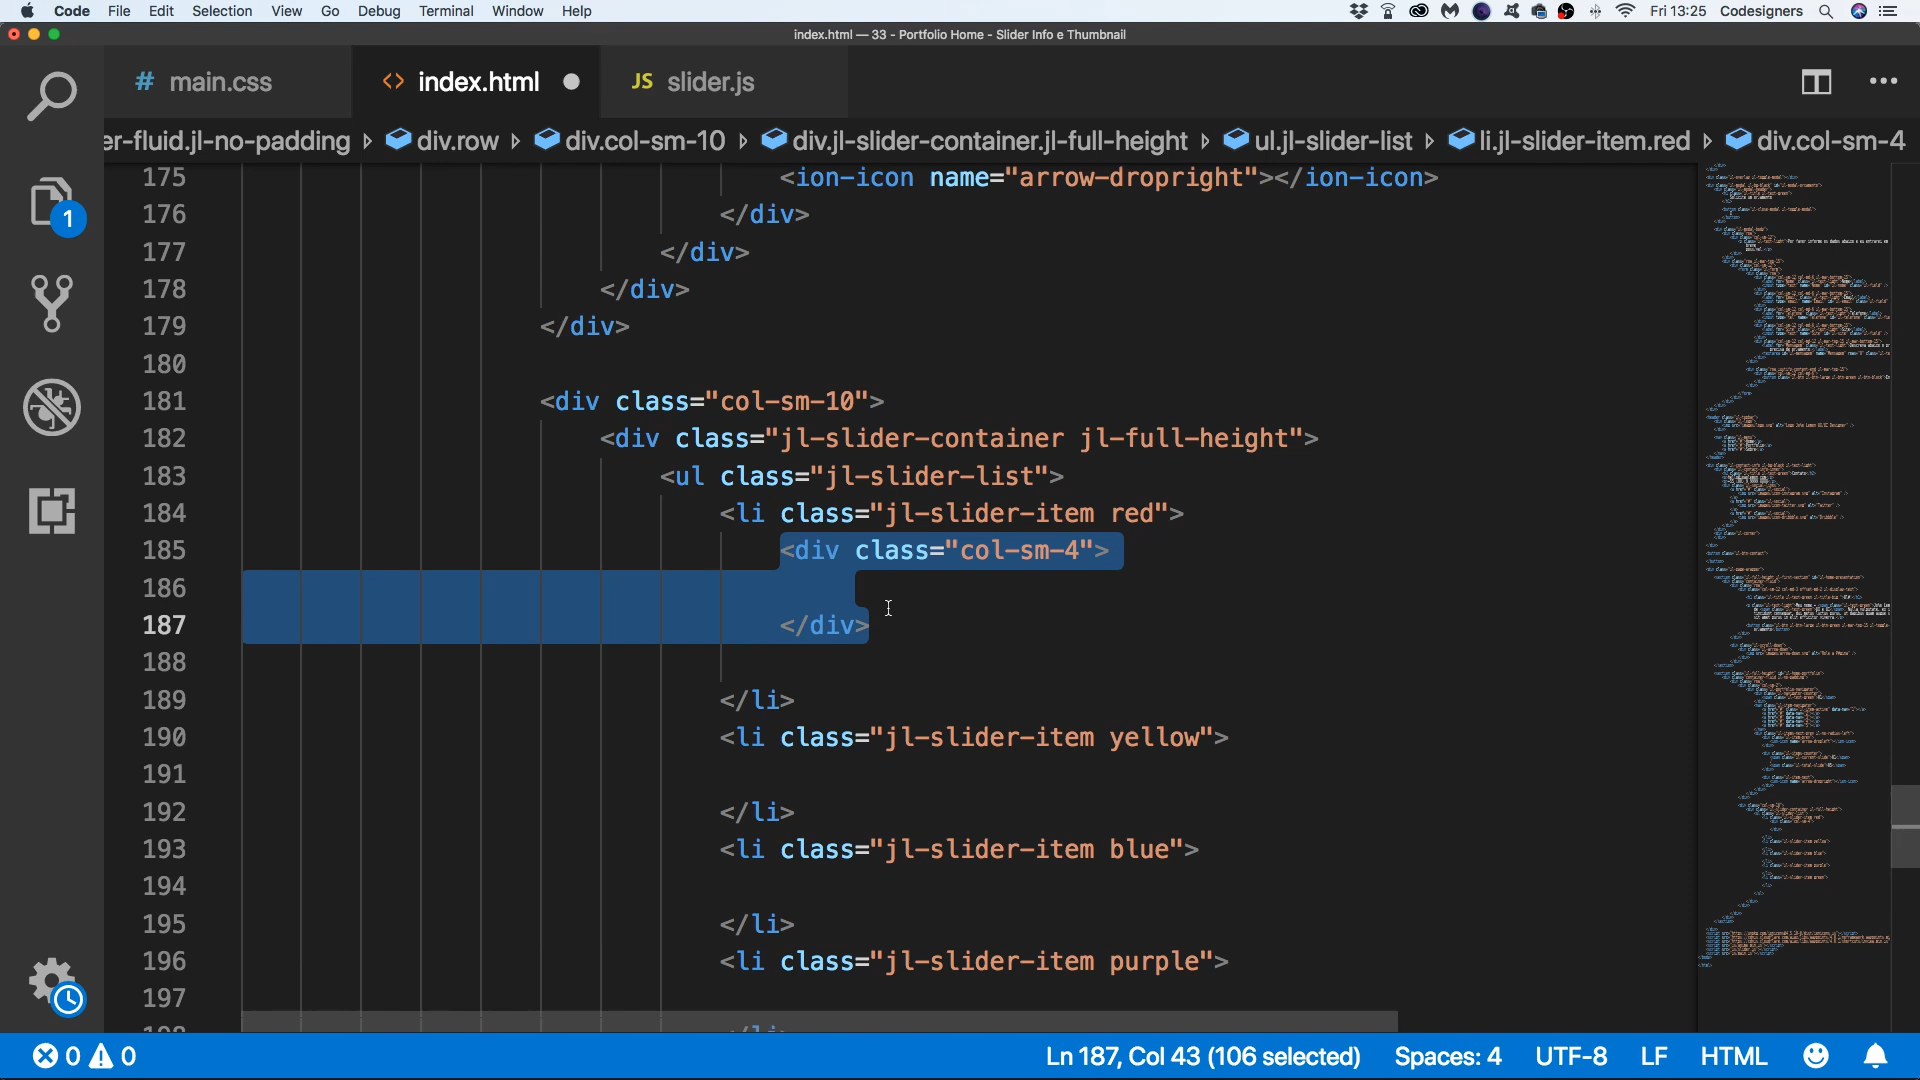 Code File Edit Selection View Go Debug Terminal Window Help Fri 13:25 Codesigners
index.html — 33 - Portfolio Home - Slider Info e Thumbnail
# main.css <> index.html JS slider.js
er-fluid.jl-no-padding div.row div.col-sm-10 div.jl-slider-container.jl-full-height ul.jl-slider-list li.jl-slider-item.red div.col-sm-4
1
175 <ion-icon name="arrow-dropright"></ion-icon>
176 </div>
177 </div>
178 </div>
179 </div>
180
181 <div class="col-sm-10">
182 <div class="jl-slider-container jl-full-height">
183 <ul class="jl-slider-list">
184 <li class="jl-slider-item red">
185 <div class="col-sm-4">
186
187 </div>
188
189 </li>
190 <li class="jl-slider-item yellow">
191
192 </li>
193 <li class="jl-slider-item blue">
194
195 </li>
196 <li class="jl-slider-item purple">
197
198 </li>
0 0 Ln 187, Col 43 (106 selected) Spaces: 4 UTF-8 LF HTML